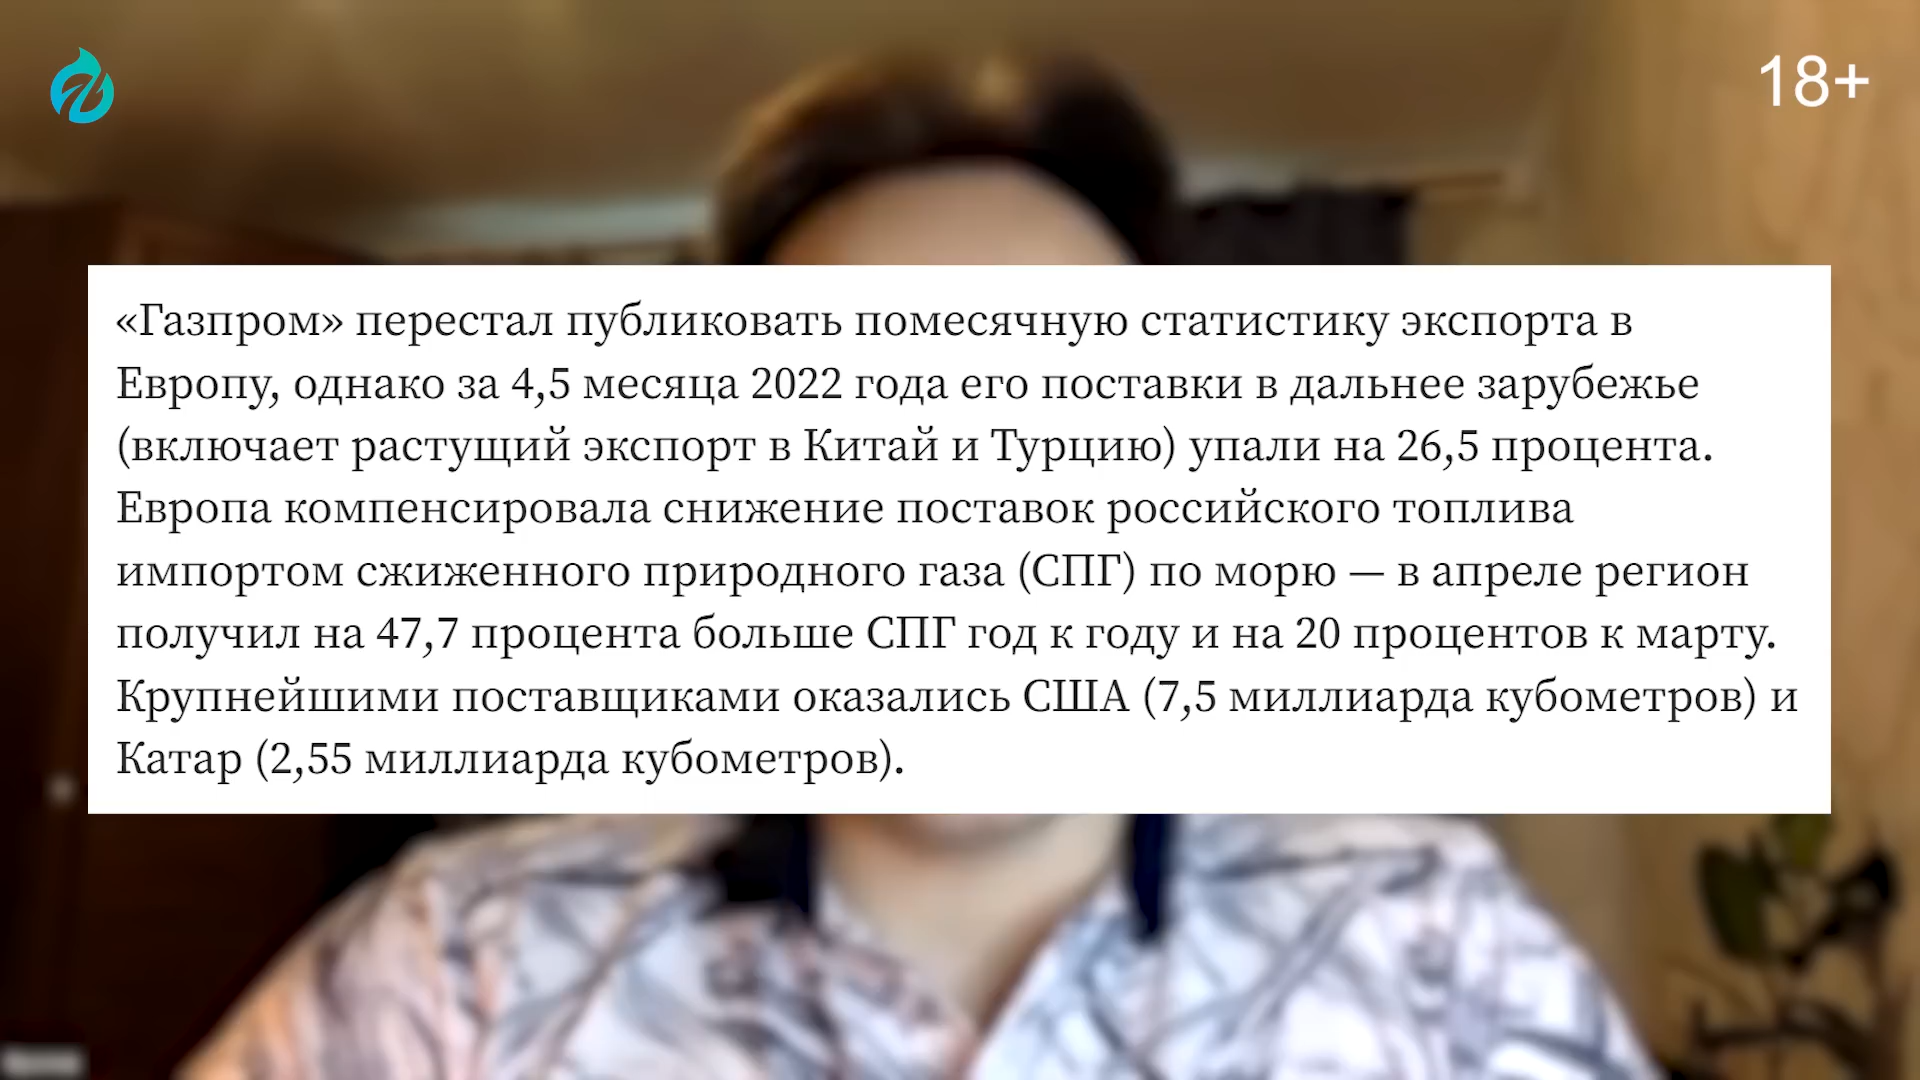 18+
«Газпром» перестал публиковать помесячную статистику экспорта в
Европу, однако за 4,5 месяца 2022 года его поставки в дальнее зарубежье
(включает растущий экспорт в Китай и Турцию) упали на 26,5 процента.
Европа компенсировала снижение поставок российского топлива
импортом сжиженного природного газа (СПГ) по морю — в апреле регион
получил на 47,7 процента больше СПГ год к году и на 20 процентов к марту.
Крупнейшими поставщиками оказались США (7,5 миллиарда кубометров) и
Катар (2,55 миллиарда кубометров).